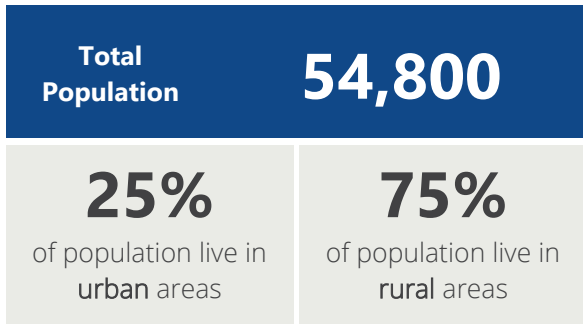 Total
Population
54,800
25%
of population live in
urban areas
75%
of population live in
rural areas